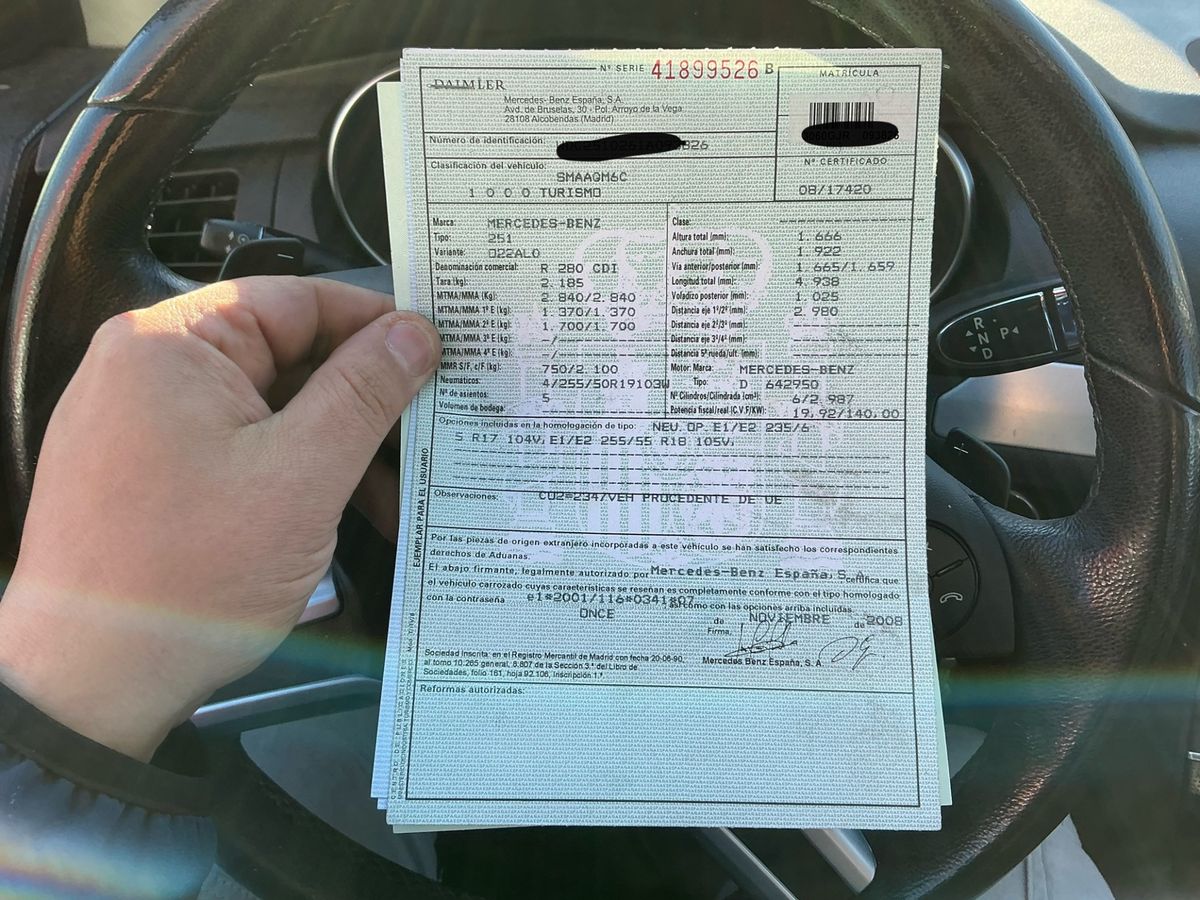 Nº SERIE 41899526 B
DAIMLER
MATRÍCULA
Mercedes- Benz España, S.A.
Avd. de Bruselas, 30 - Pol. Arroyo de la Vega
28108 Alcobendas (Madrid)
Número de identificación:
Nº CERTIFICADO
08/17420
Clasificación del vehículo:
SMAAQM6C
1 0 0 0 TURISMO
Marca: MERCEDES-BENZ
Tipo: 251
Variante: 022AL0
Denominación comercial: R 280 CDI
Tara (kg): 2. 185
MTMA/MMA (Kg): 2. 840/2. 840
MTMA/MMA 1º E (kg): 1. 370/1. 370
MTMA/MMA 2º E (kg): 1. 700/1. 700
MTMA/MMA 3º E (kg): -/-
MTMA/MMA 4º E (kg): -/-
MMR S/F, c/F (kg): 750/2. 100
Neumáticos: 4/255/50R19103W
Nº de asientos: 5
Volumen de bodega:
Clase:
Altura total (mm): 1. 666
Anchura total (mm): 1. 922
Vía anterior/posterior (mm): 1. 665/1. 659
Longitud total (mm): 4. 938
Voladizo posterior (mm): 1. 025
Distancia eje 1º/2º (mm): 2. 980
Distancia eje 2º/3º (mm):
Distancia eje 3º/4º (mm):
Distancia 5ª rueda/ult. (mm):
Motor: Marca: MERCEDES-BENZ
Tipo: D 642950
Nº Cilindros/Cilindrada (cm³): 6/2. 987
Potencia fiscal/real (C.V.F/KW): 19, 92/140, 00
Opciones incluidas en la homologación de tipo: NEU. OP. E1/E2 235/6
5 R17 104V, E1/E2 255/55 R18 105V,
Observaciones: CO2=234/VEH PROCEDENTE DE UE
Por las piezas de origen extranjero incorporadas a este vehículo se han satisfecho los correspondientes
derechos de Aduanas.
El abajo firmante, legalmente autorizado por Mercedes-Benz España, S.A. certifica que
el vehículo carrozado cuyas características se reseñan es completamente conforme con el tipo homologado
con la contraseña e1*2001/116*0341*07 así como con las opciones arriba incluidas.
ONCE de NOVIEMBRE de 2008
Firma,
Mercedes Benz España, S. A.
Sociedad Inscrita: en el Registro Mercantil de Madrid con fecha 20-06-90,
al tomo 10.265 general, 6.807 de la Sección 3.ª del Libro de
Sociedades, folio 161, hoja 92.106, Inscripción 1.ª
Reformas autorizadas:
EJEMPLAR PARA EL USUARIO
R
N
D
P